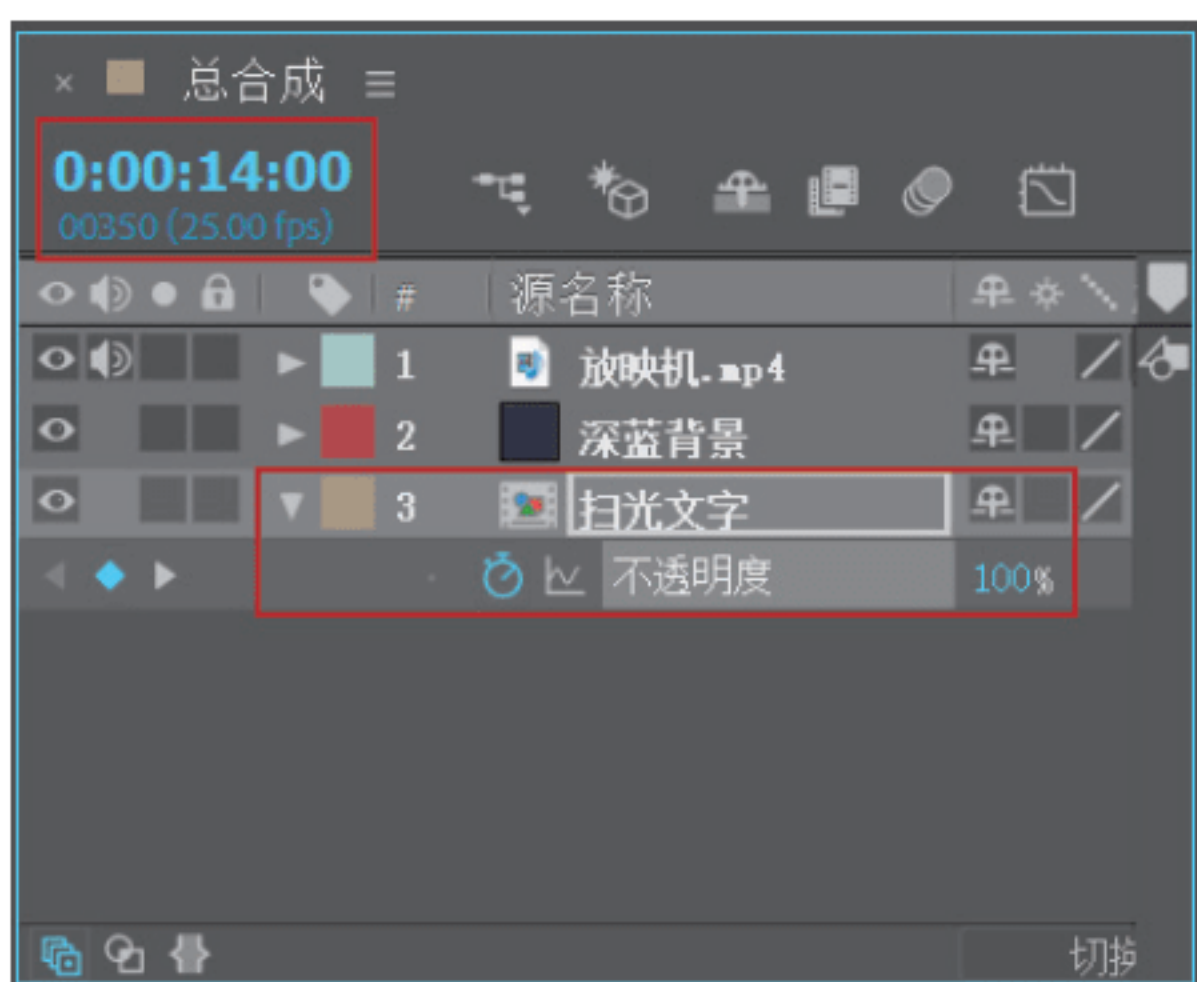 总合成
0:00:14:00
00350 (25.00 fps)
# 源名称
1 放映机.mp4
2 深蓝背景
3 扫光文字
不透明度 100%
切换